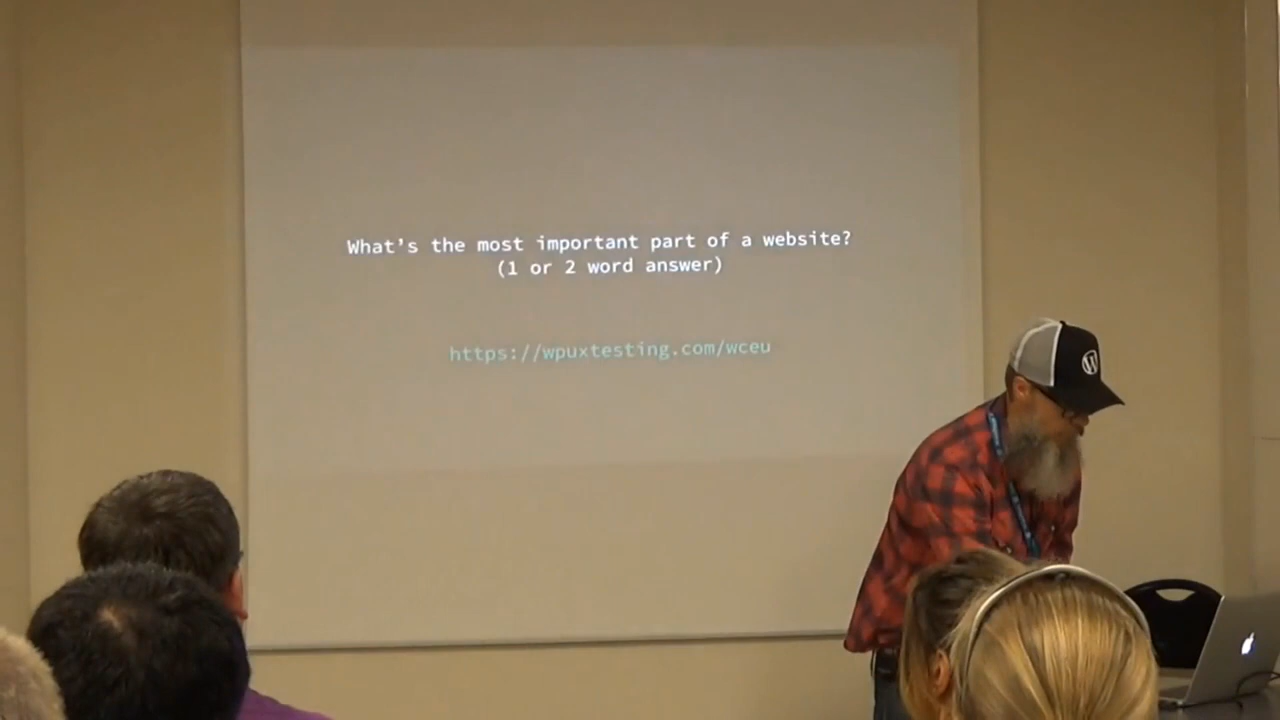 What's the most important part of a website?
(1 or 2 word answer)
https://wpuxtesting.com/wceu